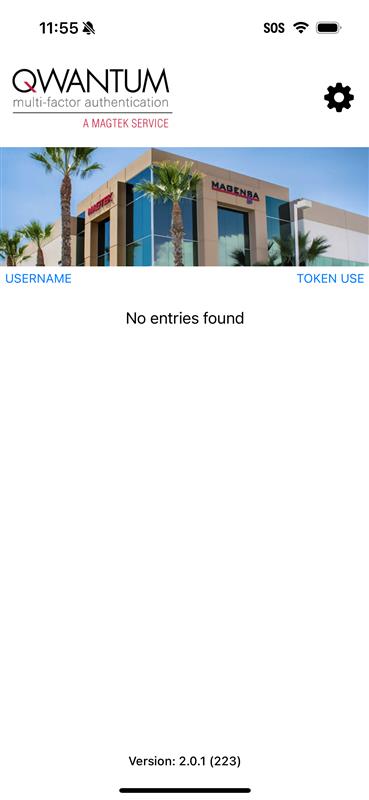 11:55
SOS
QWANTUM
multi-factor authentication
A MAGTEK SERVICE
MAGTEK
MAGENSA
USERNAME
TOKEN USE
No entries found
Version: 2.0.1 (223)